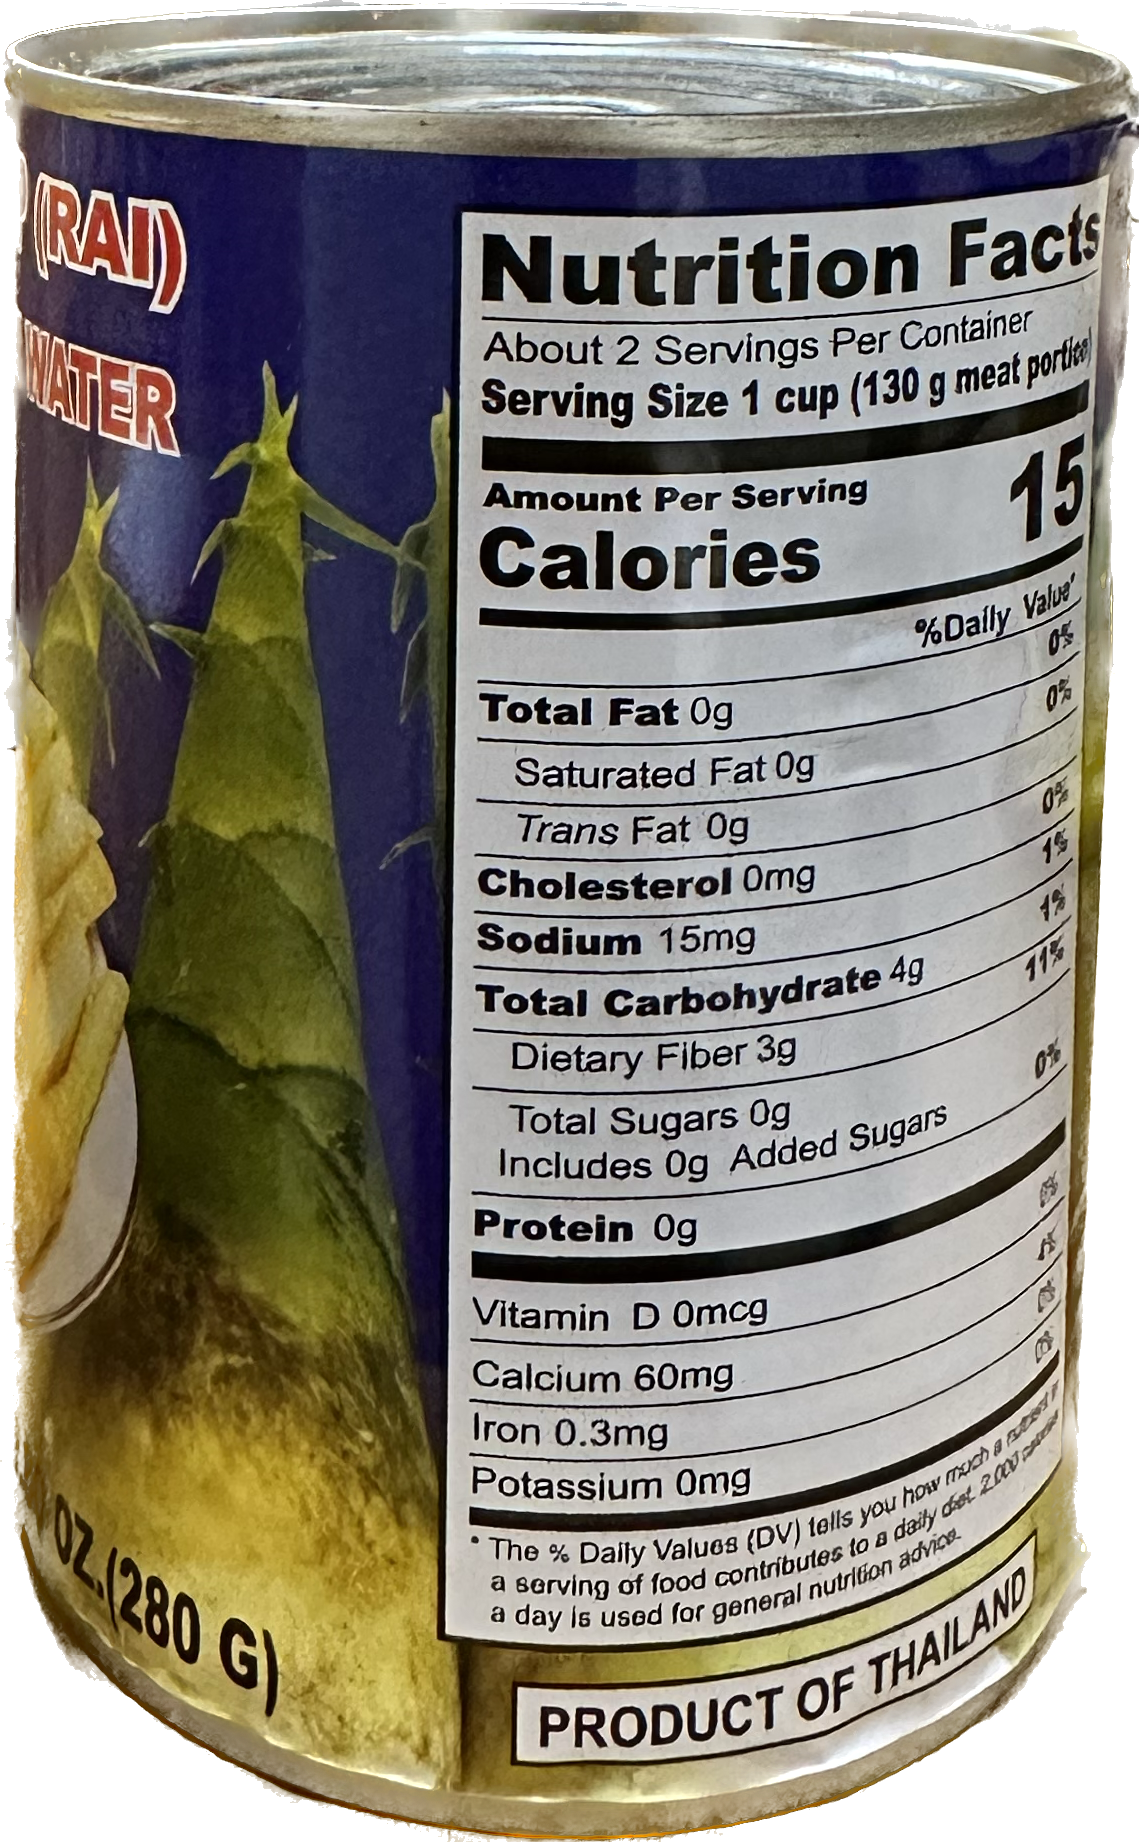 (RAI)
WATER
OZ.(280 G)
Nutrition Facts
About 2 Servings Per Container
Serving Size 1 cup (130 g meat portion)
Amount Per Serving
Calories 15
%Daily Value*
Total Fat 0g 0%
Saturated Fat 0g 0%
Trans Fat 0g
Cholesterol 0mg 0%
Sodium 15mg 1%
Total Carbohydrate 4g 1%
Dietary Fiber 3g 11%
Total Sugars 0g
Includes 0g Added Sugars 0%
Protein 0g
Vitamin D 0mcg 0%
Calcium 60mg 4%
Iron 0.3mg 0%
Potassium 0mg 0%
* The % Daily Values (DV) tells you how much a nutrient in
a serving of food contributes to a daily diet. 2,000 calories
a day is used for general nutrition advice.
PRODUCT OF THAILAND